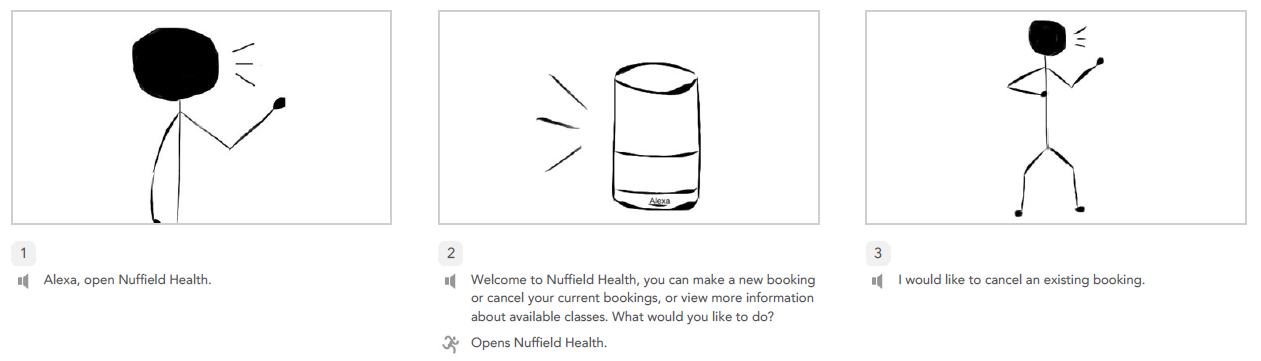 Alexa
1
Alexa, open Nuffield Health.
2
Welcome to Nuffield Health, you can make a new booking
or cancel your current bookings, or view more information
about available classes. What would you like to do?
Opens Nuffield Health.
3
I would like to cancel an existing booking.